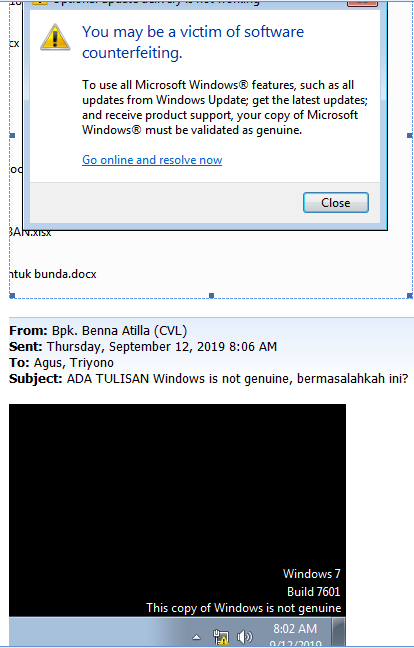 You may be a victim of software
counterfeiting.
cx
To use all Microsoft Windows® features, such as all
updates from Windows Update; get the latest updates;
and receive product support, your copy of Microsoft
Windows® must be validated as genuine.
Go online and resolve now
Close
BAN.xlsx
ntuk bunda.docx
From: Bpk. Benna Atilla (CVL)
Sent: Thursday, September 12, 2019 8:06 AM
To: Agus, Triyono
Subject: ADA TULISAN Windows is not genuine, bermasalahkah ini?
Windows 7
Build 7601
This copy of Windows is not genuine
8:02 AM
9/12/2019